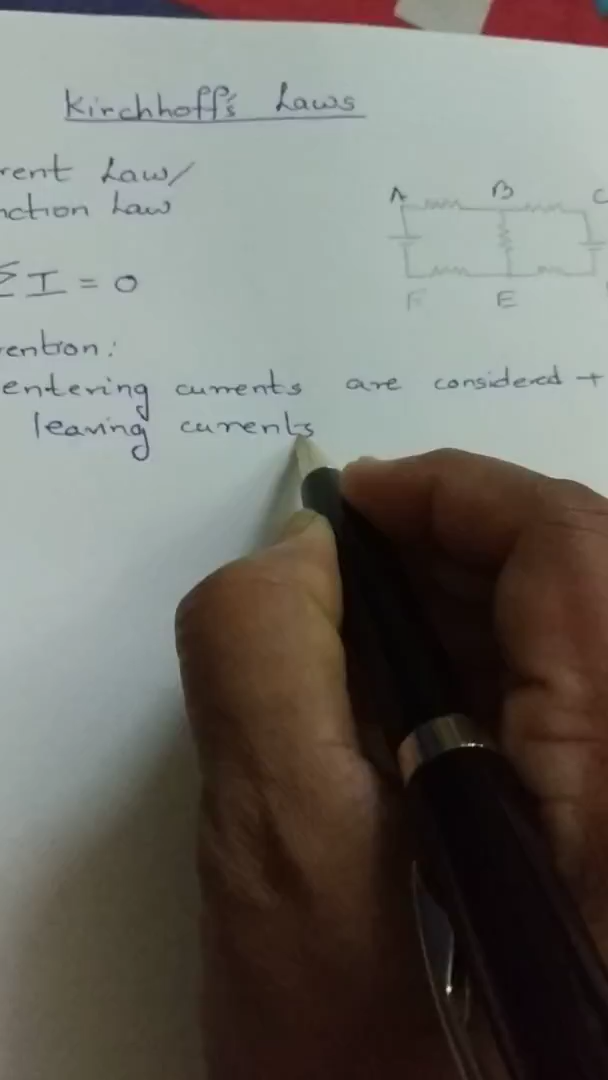 Kirchhoff's Laws
rent Law/
nction Law
A B C
ΣI = 0
F E
vention:
entering currents are considered +
leaving currents